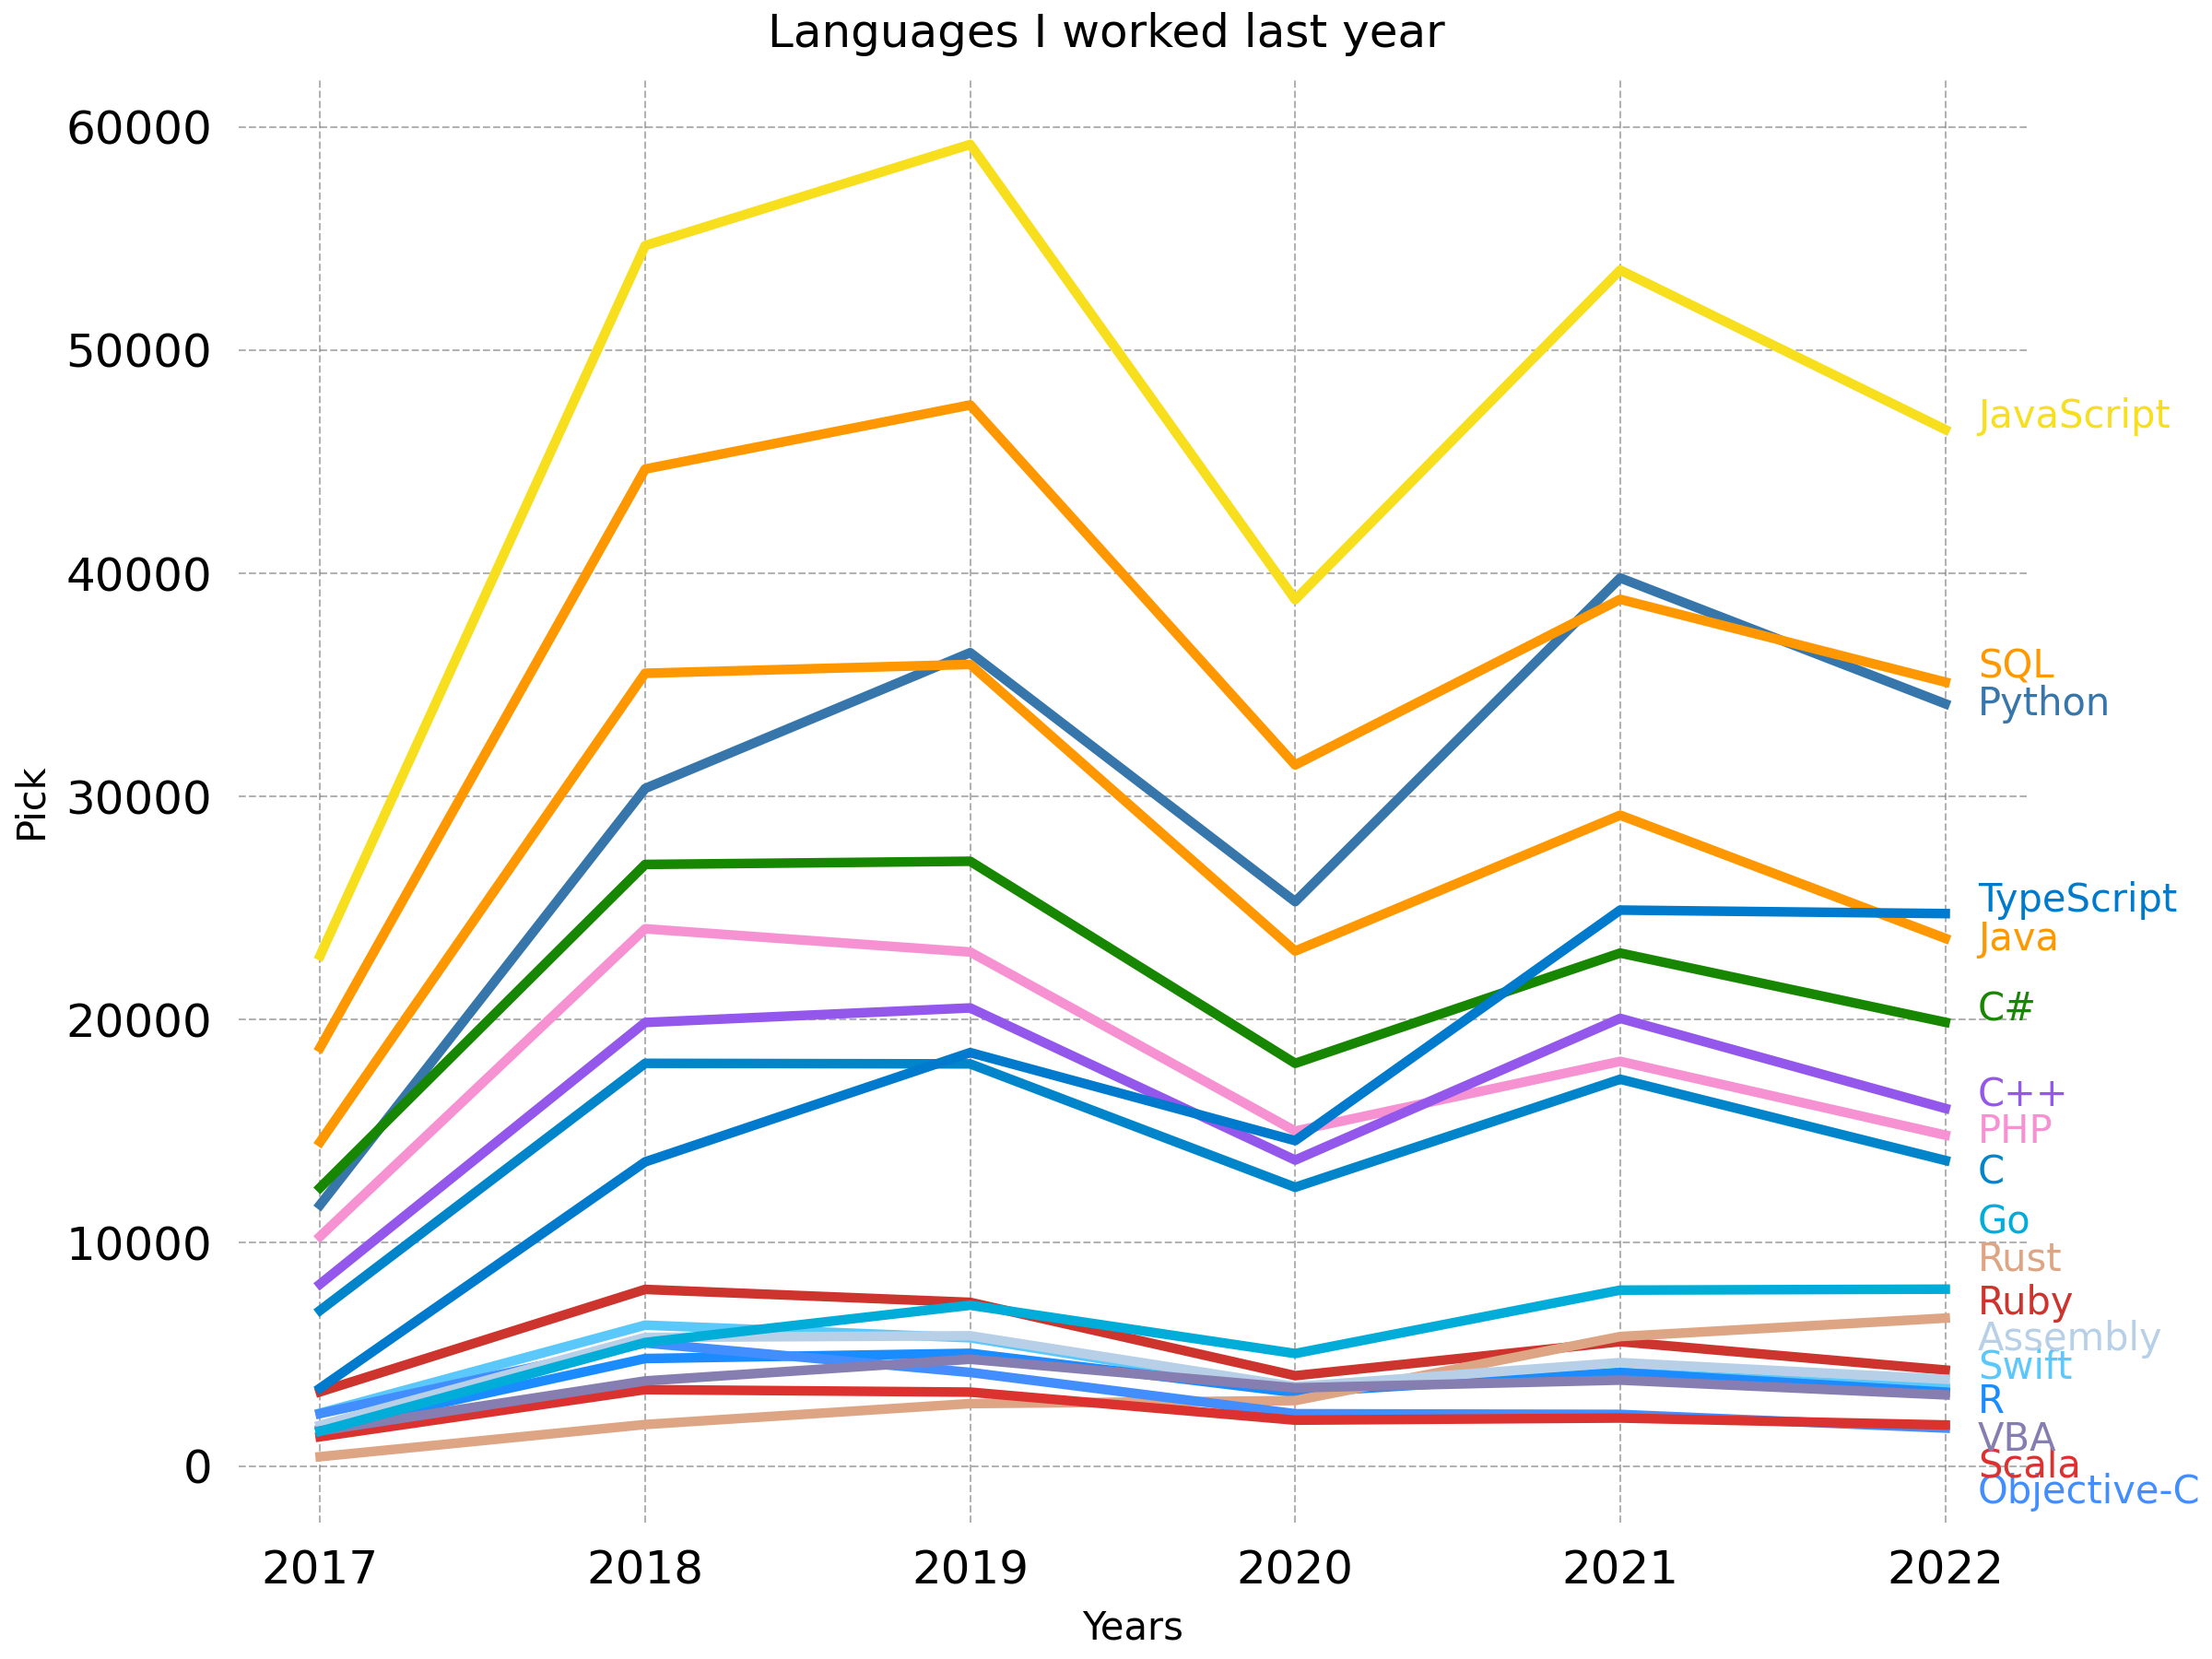 Languages I worked last year
60000
50000
40000
30000
20000
10000
0
Pick
JavaScript
SQL
Python
TypeScript
Java
C#
C++
PHP
C
Go
Rust
Ruby
Assembly
Swift
R
VBA
Scala
Objective-C
2017 2018 2019 2020 2021 2022
Years